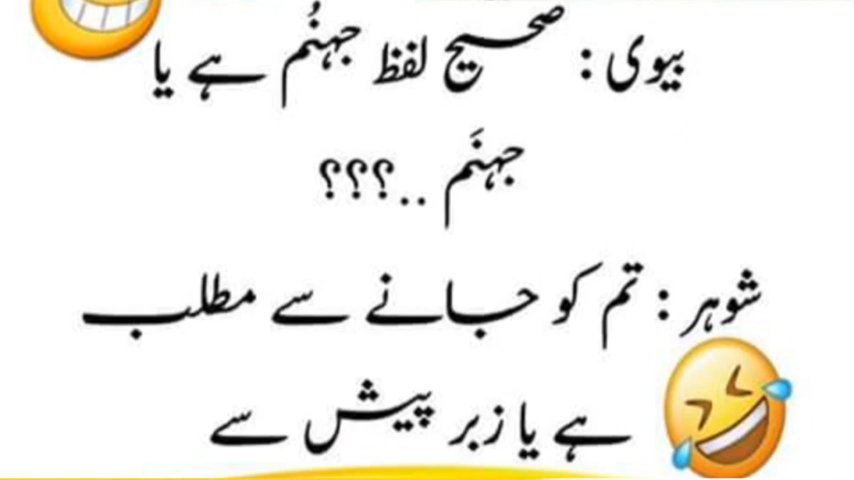 بیوی : صحیح لفظ جہنُم ہے یا
جہنَم ..؟؟؟
شوہر : تم کو جانے سے مطلب
ہے یا زبر پیش سے